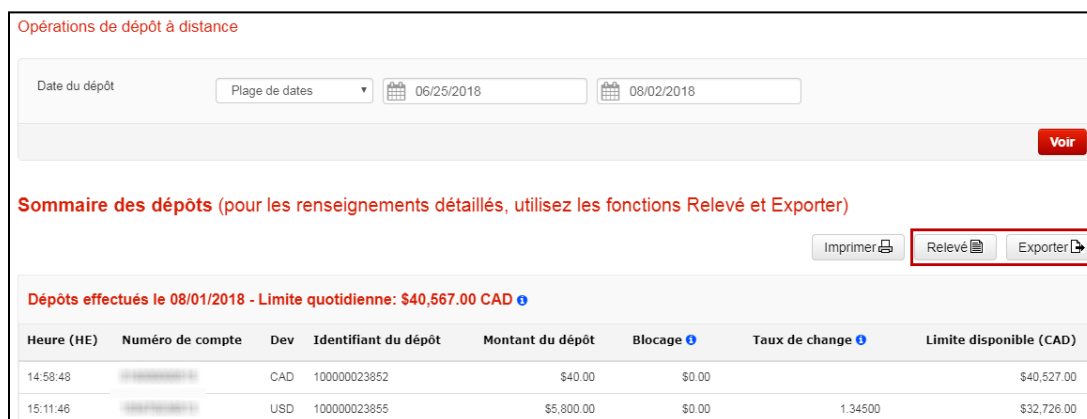 Opérations de dépôt à distance
Date du dépôt Plage de dates 06/25/2018 08/02/2018
Voir
Sommaire des dépôts (pour les renseignements détaillés, utilisez les fonctions Relevé et Exporter)
Imprimer Relevé Exporter
Dépôts effectués le 08/01/2018 - Limite quotidienne: $40,567.00 CAD
Heure (HE) Numéro de compte Dev Identifiant du dépôt Montant du dépôt Blocage Taux de change Limite disponible (CAD)
14:58:48 CAD 100000023852 $40.00 $0.00 $40,527.00
15:11:46 USD 100000023855 $5,800.00 $0.00 1.34500 $32,726.00